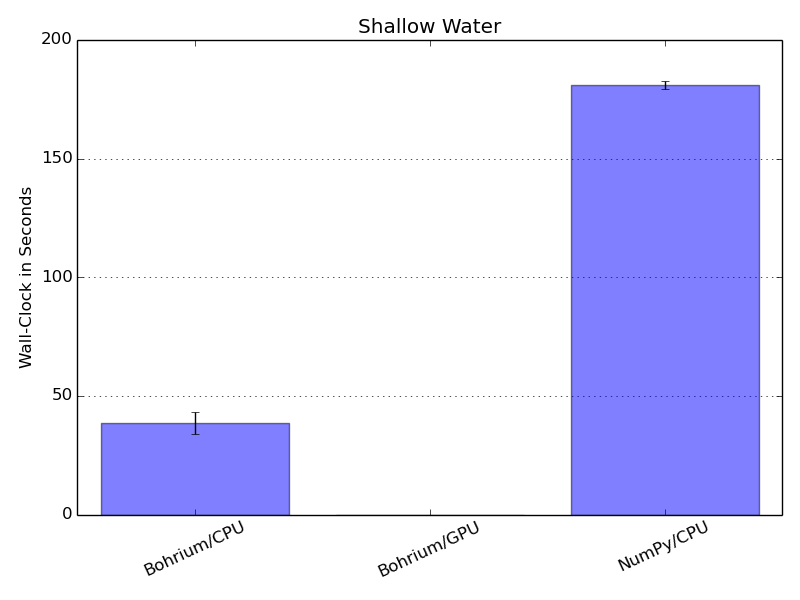 Shallow Water
Wall-Clock in Seconds
200
150
100
50
0
Bohrium/CPU
Bohrium/GPU
NumPy/CPU